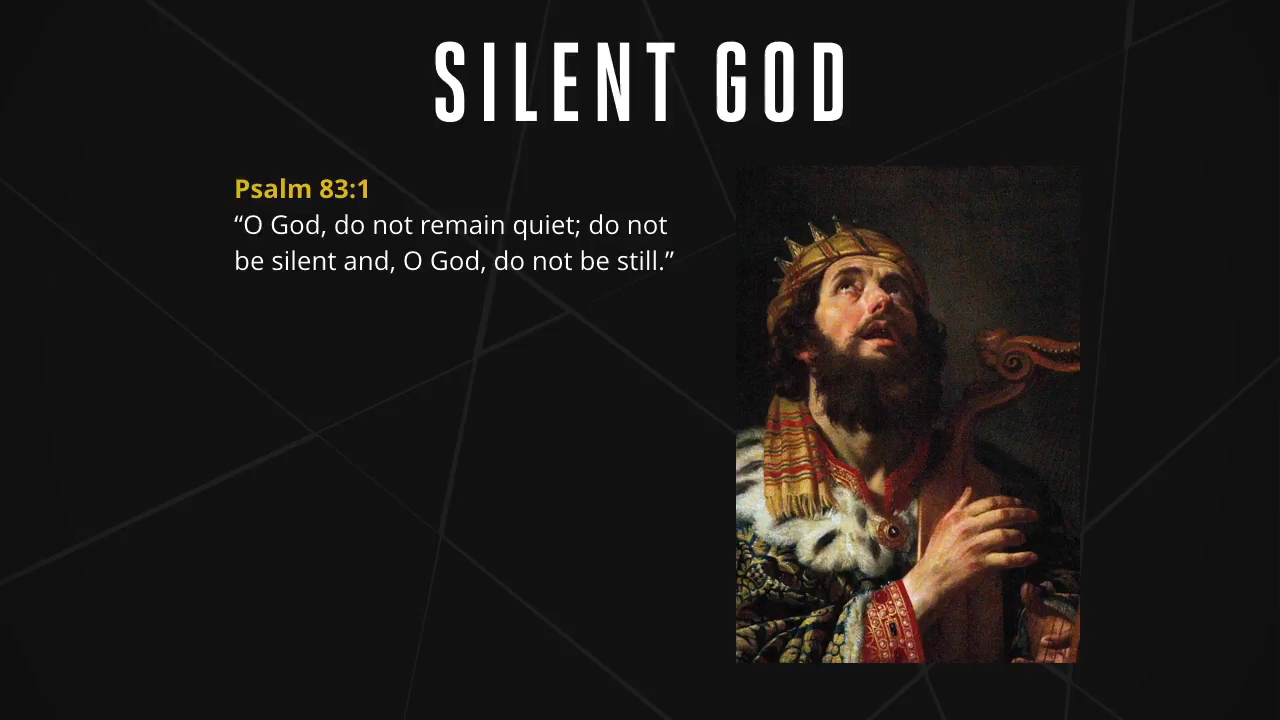 SILENT GOD
Psalm 83:1
“O God, do not remain quiet; do not
be silent and, O God, do not be still.”